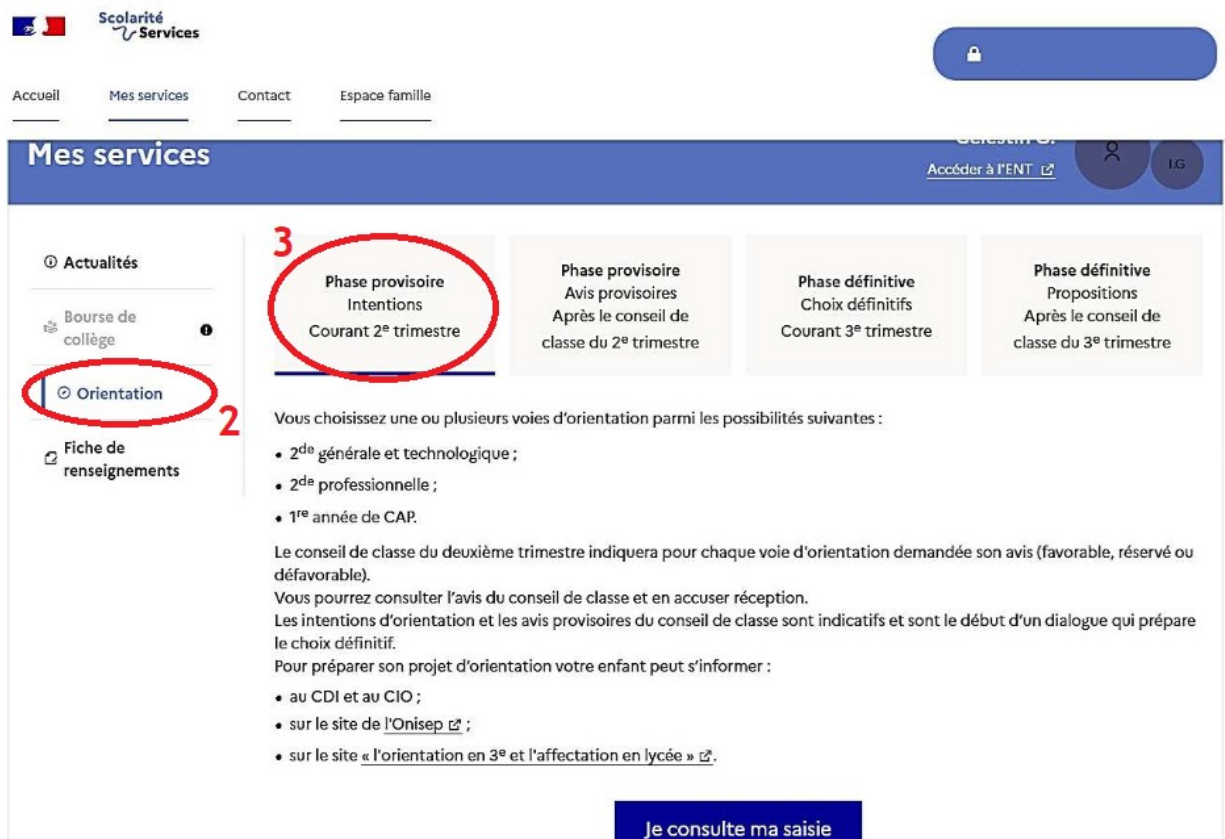 Scolarité
Services
Accueil
Mes services
Contact
Espace famille
Mes services
Célestin G.
Accéder à l'ENT
I.G
Actualités
Bourse de
collège
Orientation
2
Fiche de
renseignements
3
Phase provisoire
Intentions
Courant 2e trimestre
Phase provisoire
Avis provisoires
Après le conseil de
classe du 2e trimestre
Phase définitive
Choix définitifs
Courant 3e trimestre
Phase définitive
Propositions
Après le conseil de
classe du 3e trimestre
Vous choisissez une ou plusieurs voies d'orientation parmi les possibilités suivantes :
• 2de générale et technologique ;
• 2de professionnelle ;
• 1re année de CAP.
Le conseil de classe du deuxième trimestre indiquera pour chaque voie d'orientation demandée son avis (favorable, réservé ou
défavorable).
Vous pourrez consulter l'avis du conseil de classe et en accuser réception.
Les intentions d'orientation et les avis provisoires du conseil de classe sont indicatifs et sont le début d'un dialogue qui prépare
le choix définitif.
Pour préparer son projet d'orientation votre enfant peut s'informer :
• au CDI et au CIO ;
• sur le site de l'Onisep ;
• sur le site « l'orientation en 3e et l'affectation en lycée ».
Je consulte ma saisie